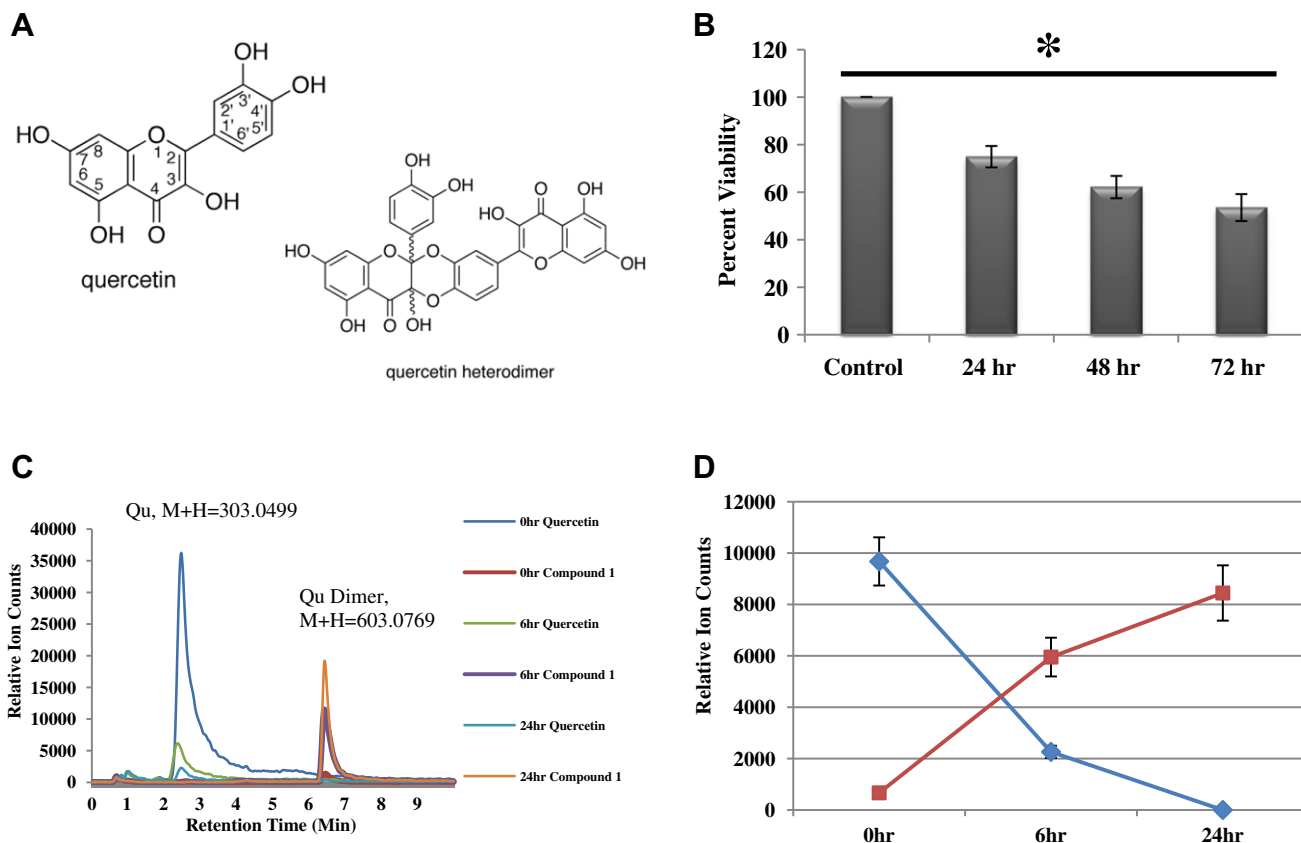 A
OH
HO
OH
3'
2'
4'
1'
5'
6'
HO
O
8
1
7
2
6
3
5
4
OH
OH
O
quercetin
OH
OH
O
OH
HO
HO
O
O
O
OH
O
OH
O
OH
quercetin heterodimer
B
120
*
100
80
60
40
20
0
Percent Viability
Control
24 hr
48 hr
72 hr
C
Qu, M+H=303.0499
Qu Dimer,
M+H=603.0769
40000
35000
30000
25000
20000
15000
10000
5000
0
Relative Ion Counts
0 1 2 3 4 5 6 7 8 9
Retention Time (Min)
0hr Quercetin
0hr Compound 1
6hr Quercetin
6hr Compound 1
24hr Quercetin
24hr Compound 1
D
12000
10000
8000
6000
4000
2000
0
Relative Ion Counts
0hr
6hr
24hr